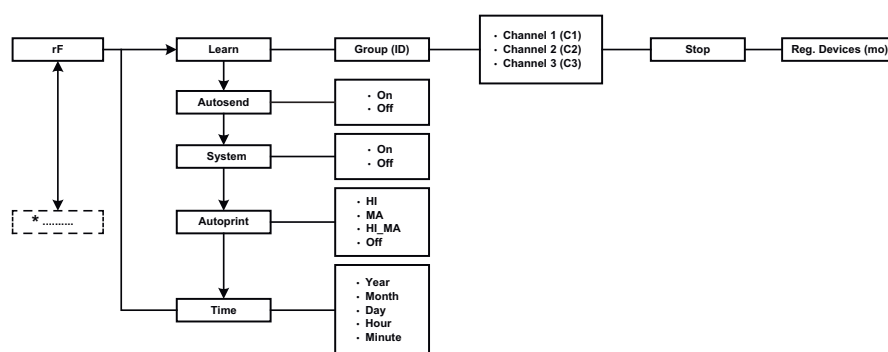 rF
Learn
Group (ID)
· Channel 1 (C1)
· Channel 2 (C2)
· Channel 3 (C3)
Stop
Reg. Devices (mo)
Autosend
· On
· Off
System
· On
· Off
* ..........
Autoprint
· HI
· MA
· HI_MA
· Off
Time
· Year
· Month
· Day
· Hour
· Minute